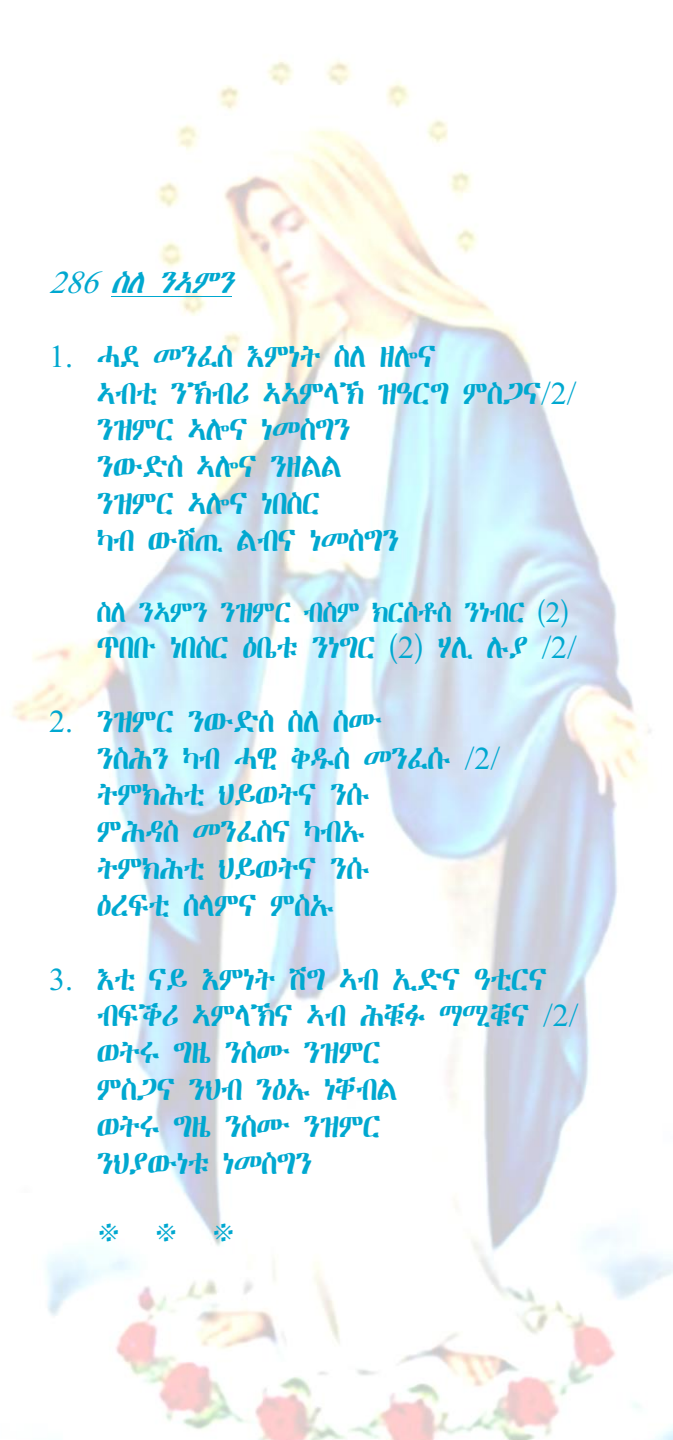 286 ስለ ንኣምን
1. ሓደ መንፈስ እምነት ስለ ዘሎና
ኣብቲ ንኽብሪ ኣኣምላኽ ዝዓርግ ምስጋና/2/
ንዝምር ኣሎና ነመስግን
ንውድስ ኣሎና ንዘልል
ንዝምር ኣሎና ነበስር
ካብ ውሽጢ ልብና ነመስግን
ስለ ንኣምን ንዝምር ብስም ክርስቶስ ንነብር (2)
ጥበቡ ነበስር ዕቤቱ ንነግር (2) ሃሊ ሉያ /2/
2. ንዝምር ንውድስ ስለ ስሙ
ንስሕን ካብ ሓዊ ቅዱስ መንፈሱ /2/
ትምክሕቲ ህይወትና ንሱ
ምሕዳስ መንፈስና ካብኡ
ትምክሕቲ ህይወትና ንሱ
ዕረፍቲ ሰላምና ምስኡ
3. እቲ ናይ እምነት ሽግ ኣብ ኢድና ዓቲርና
ብፍቕሪ ኣምላኽና ኣብ ሕቑፉ ማሚቑና /2/
ወትሩ ግዜ ንስሙ ንዝምር
ምስጋና ንህብ ንዕኡ ነቐብል
ወትሩ ግዜ ንስሙ ንዝምር
ንህያውነቱ ነመስግን
※ ※ ※